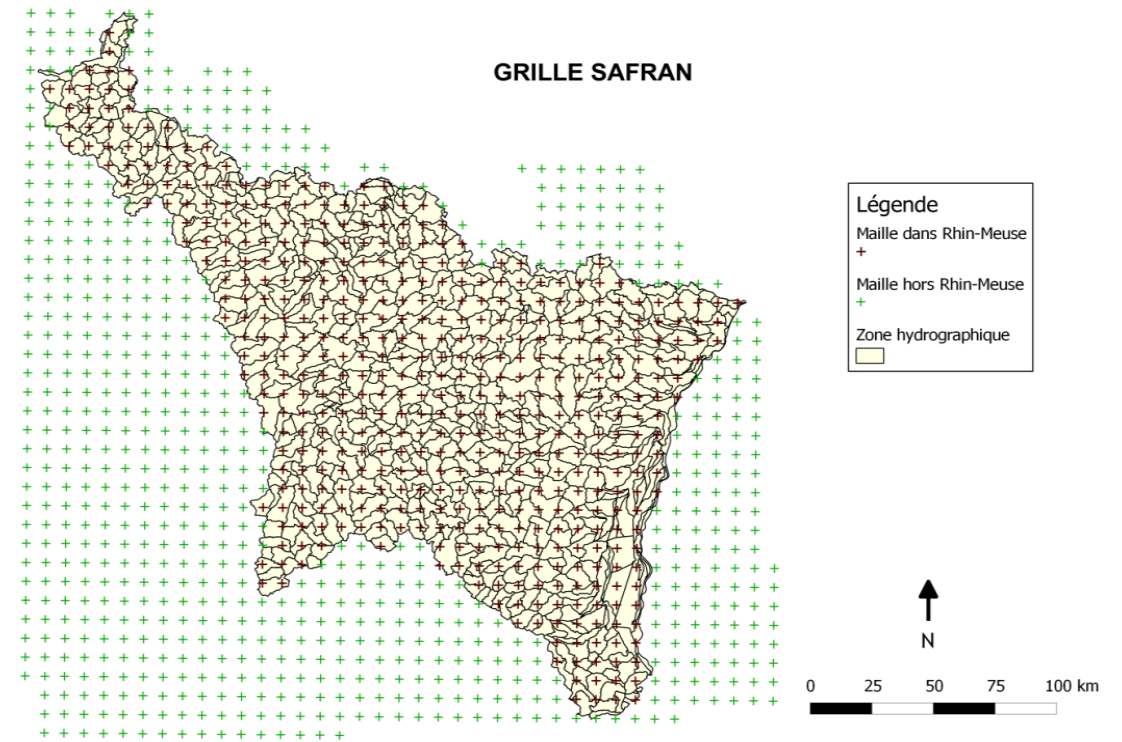 GRILLE SAFRAN
Légende
Maille dans Rhin-Meuse
Maille hors Rhin-Meuse
Zone hydrographique
N
0 25 50 75 100 km